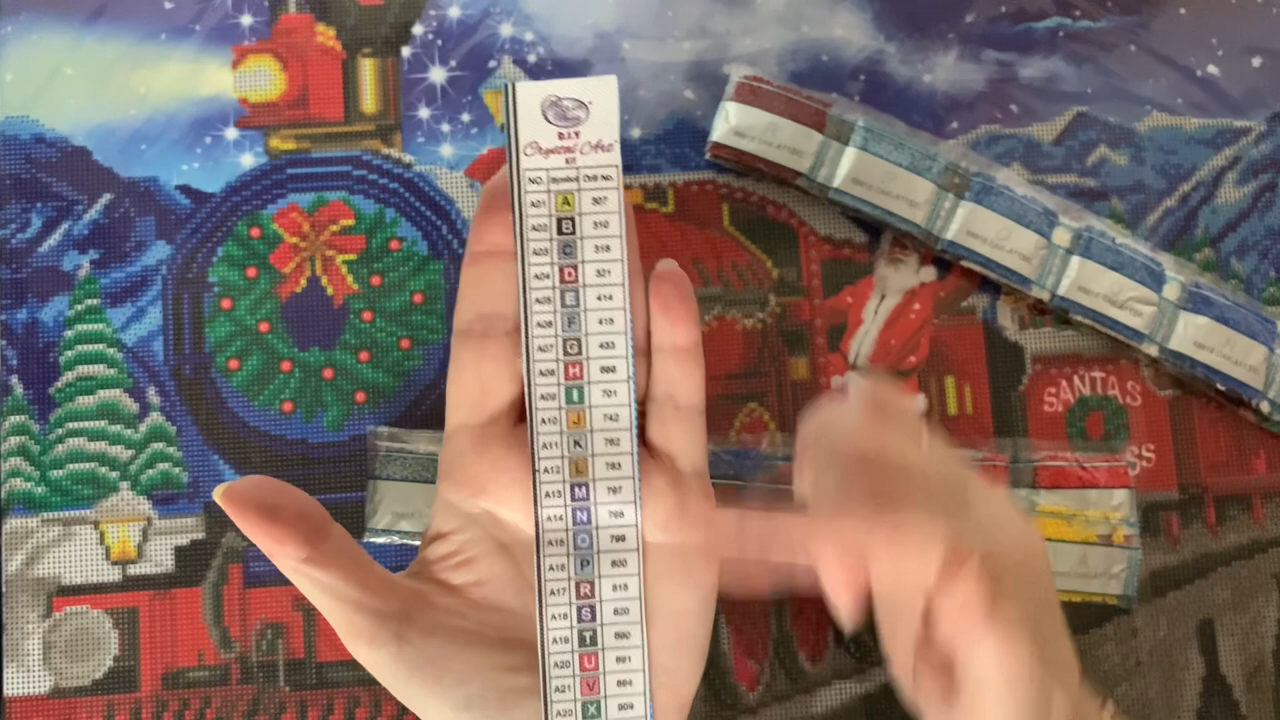 D.I.Y
Crystal Art
KIT
NO. Symbol Drill No.
A01 A 307
A02 B 310
A03 C 318
A04 D 321
A05 E 414
A06 F 415
A07 G 433
A08 H 666
A09 I 701
A10 J 742
A11 K 762
A12 L 783
A13 M 797
A14 N 798
A15 O 799
A16 P 800
A17 R 815
A18 S 820
A19 T 890
A20 U 891
A21 V 894
X 909
SANTAS
SS